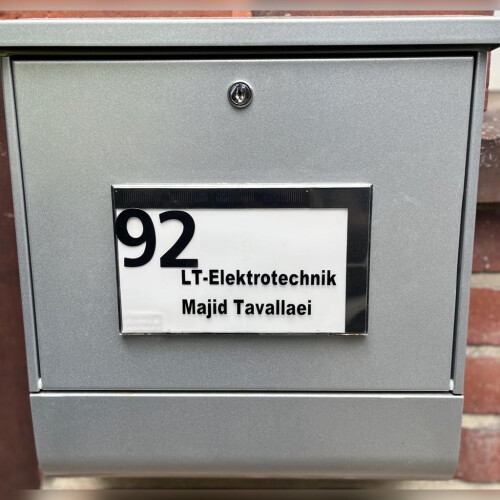 92
LT-Elektrotechnik
Majid Tavallaei